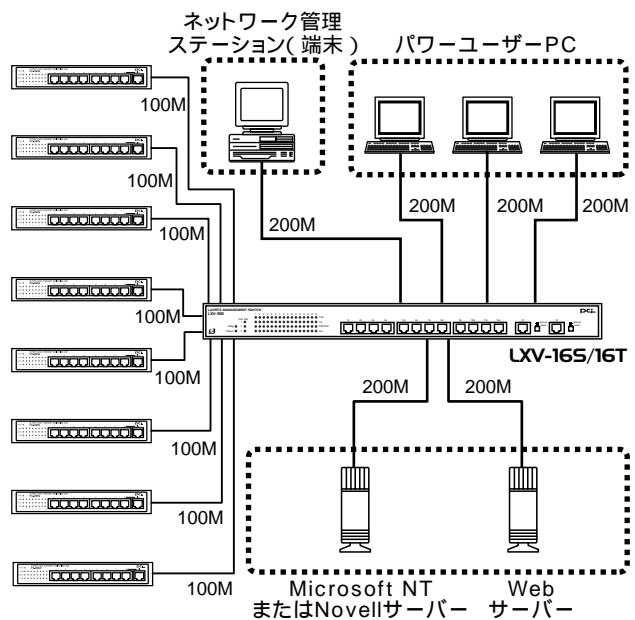 ネットワーク管理
ステーション(端末)
パワーユーザーPC
100M
100M
100M
100M
100M
100M
100M
100M
200M
200M
200M
200M
LXV-16S/16T
200M
200M
Microsoft NT
またはNovellサーバー
Web
サーバー